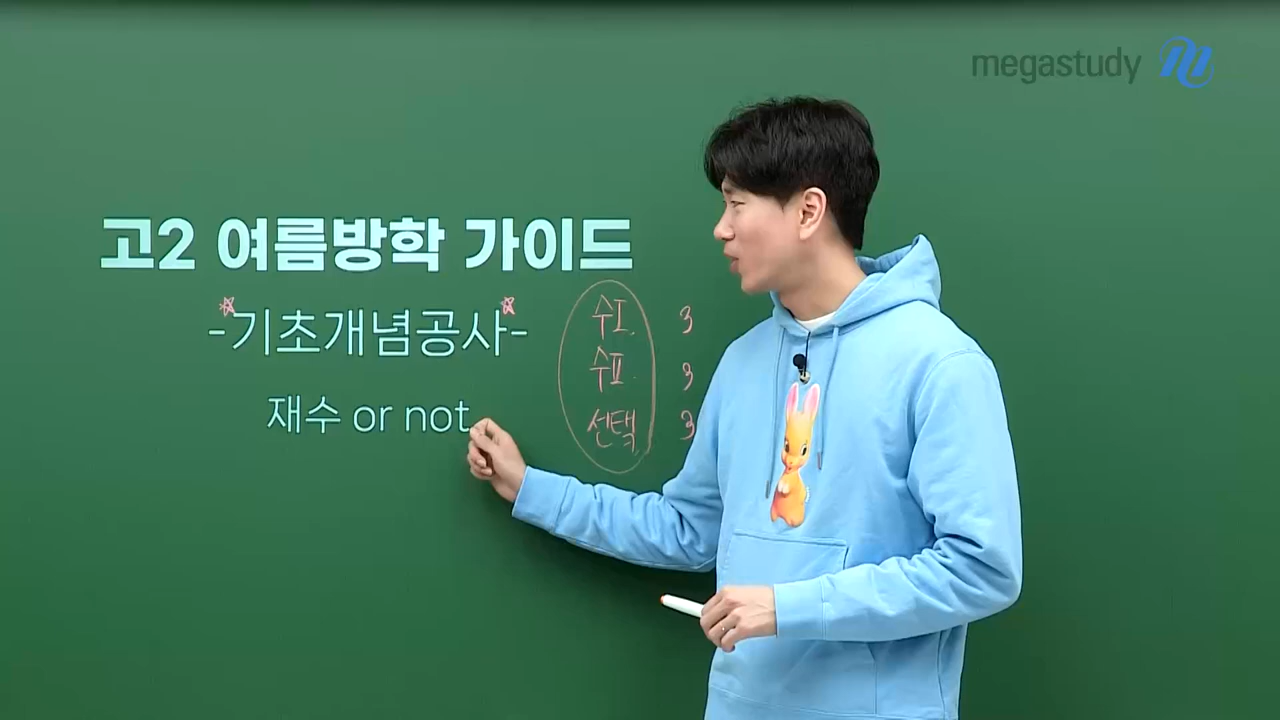 megastudy
고2 여름방학 가이드
-기초개념공사-
재수 or not
수Ⅰ. 3
수Ⅱ. 3
선택. 3